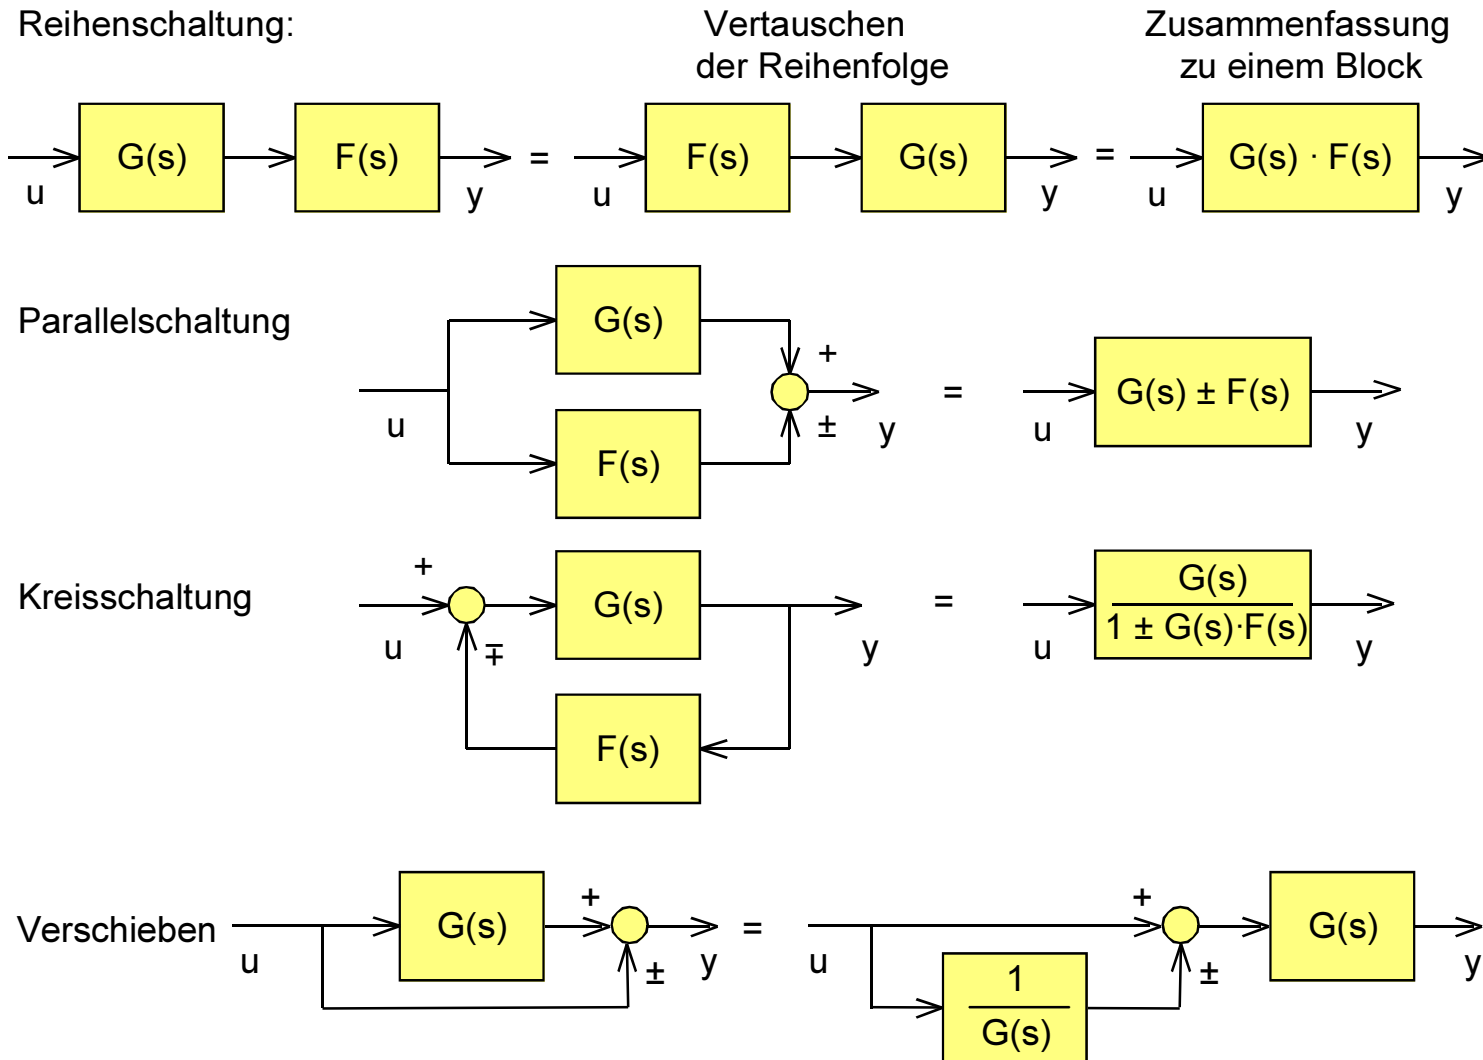 Reihenschaltung:
Vertauschen
der Reihenfolge
Zusammenfassung
zu einem Block
G(s) F(s) = F(s) G(s) = G(s) · F(s)
u y u y u y
Parallelschaltung
G(s)
+
u ± y = u G(s) ± F(s) y
F(s)
Kreisschaltung
+
G(s) = G(s)
u ∓ y u 1 ± G(s)·F(s) y
F(s)
Verschieben
G(s) + = + G(s)
u ± y u ± y
1
G(s)